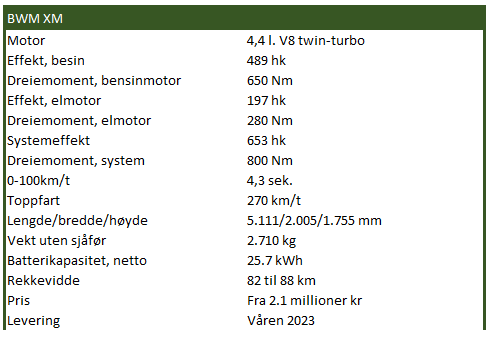 BWM XM
Motor 4,4 l. V8 twin-turbo
Effekt, besin 489 hk
Dreiemoment, bensinmotor 650 Nm
Effekt, elmotor 197 hk
Dreiemoment, elmotor 280 Nm
Systemeffekt 653 hk
Dreiemoment, system 800 Nm
0-100km/t 4,3 sek.
Toppfart 270 km/t
Lengde/bredde/høyde 5.111/2.005/1.755 mm
Vekt uten sjåfør 2.710 kg
Batterikapasitet, netto 25.7 kWh
Rekkevidde 82 til 88 km
Pris Fra 2.1 millioner kr
Levering Våren 2023